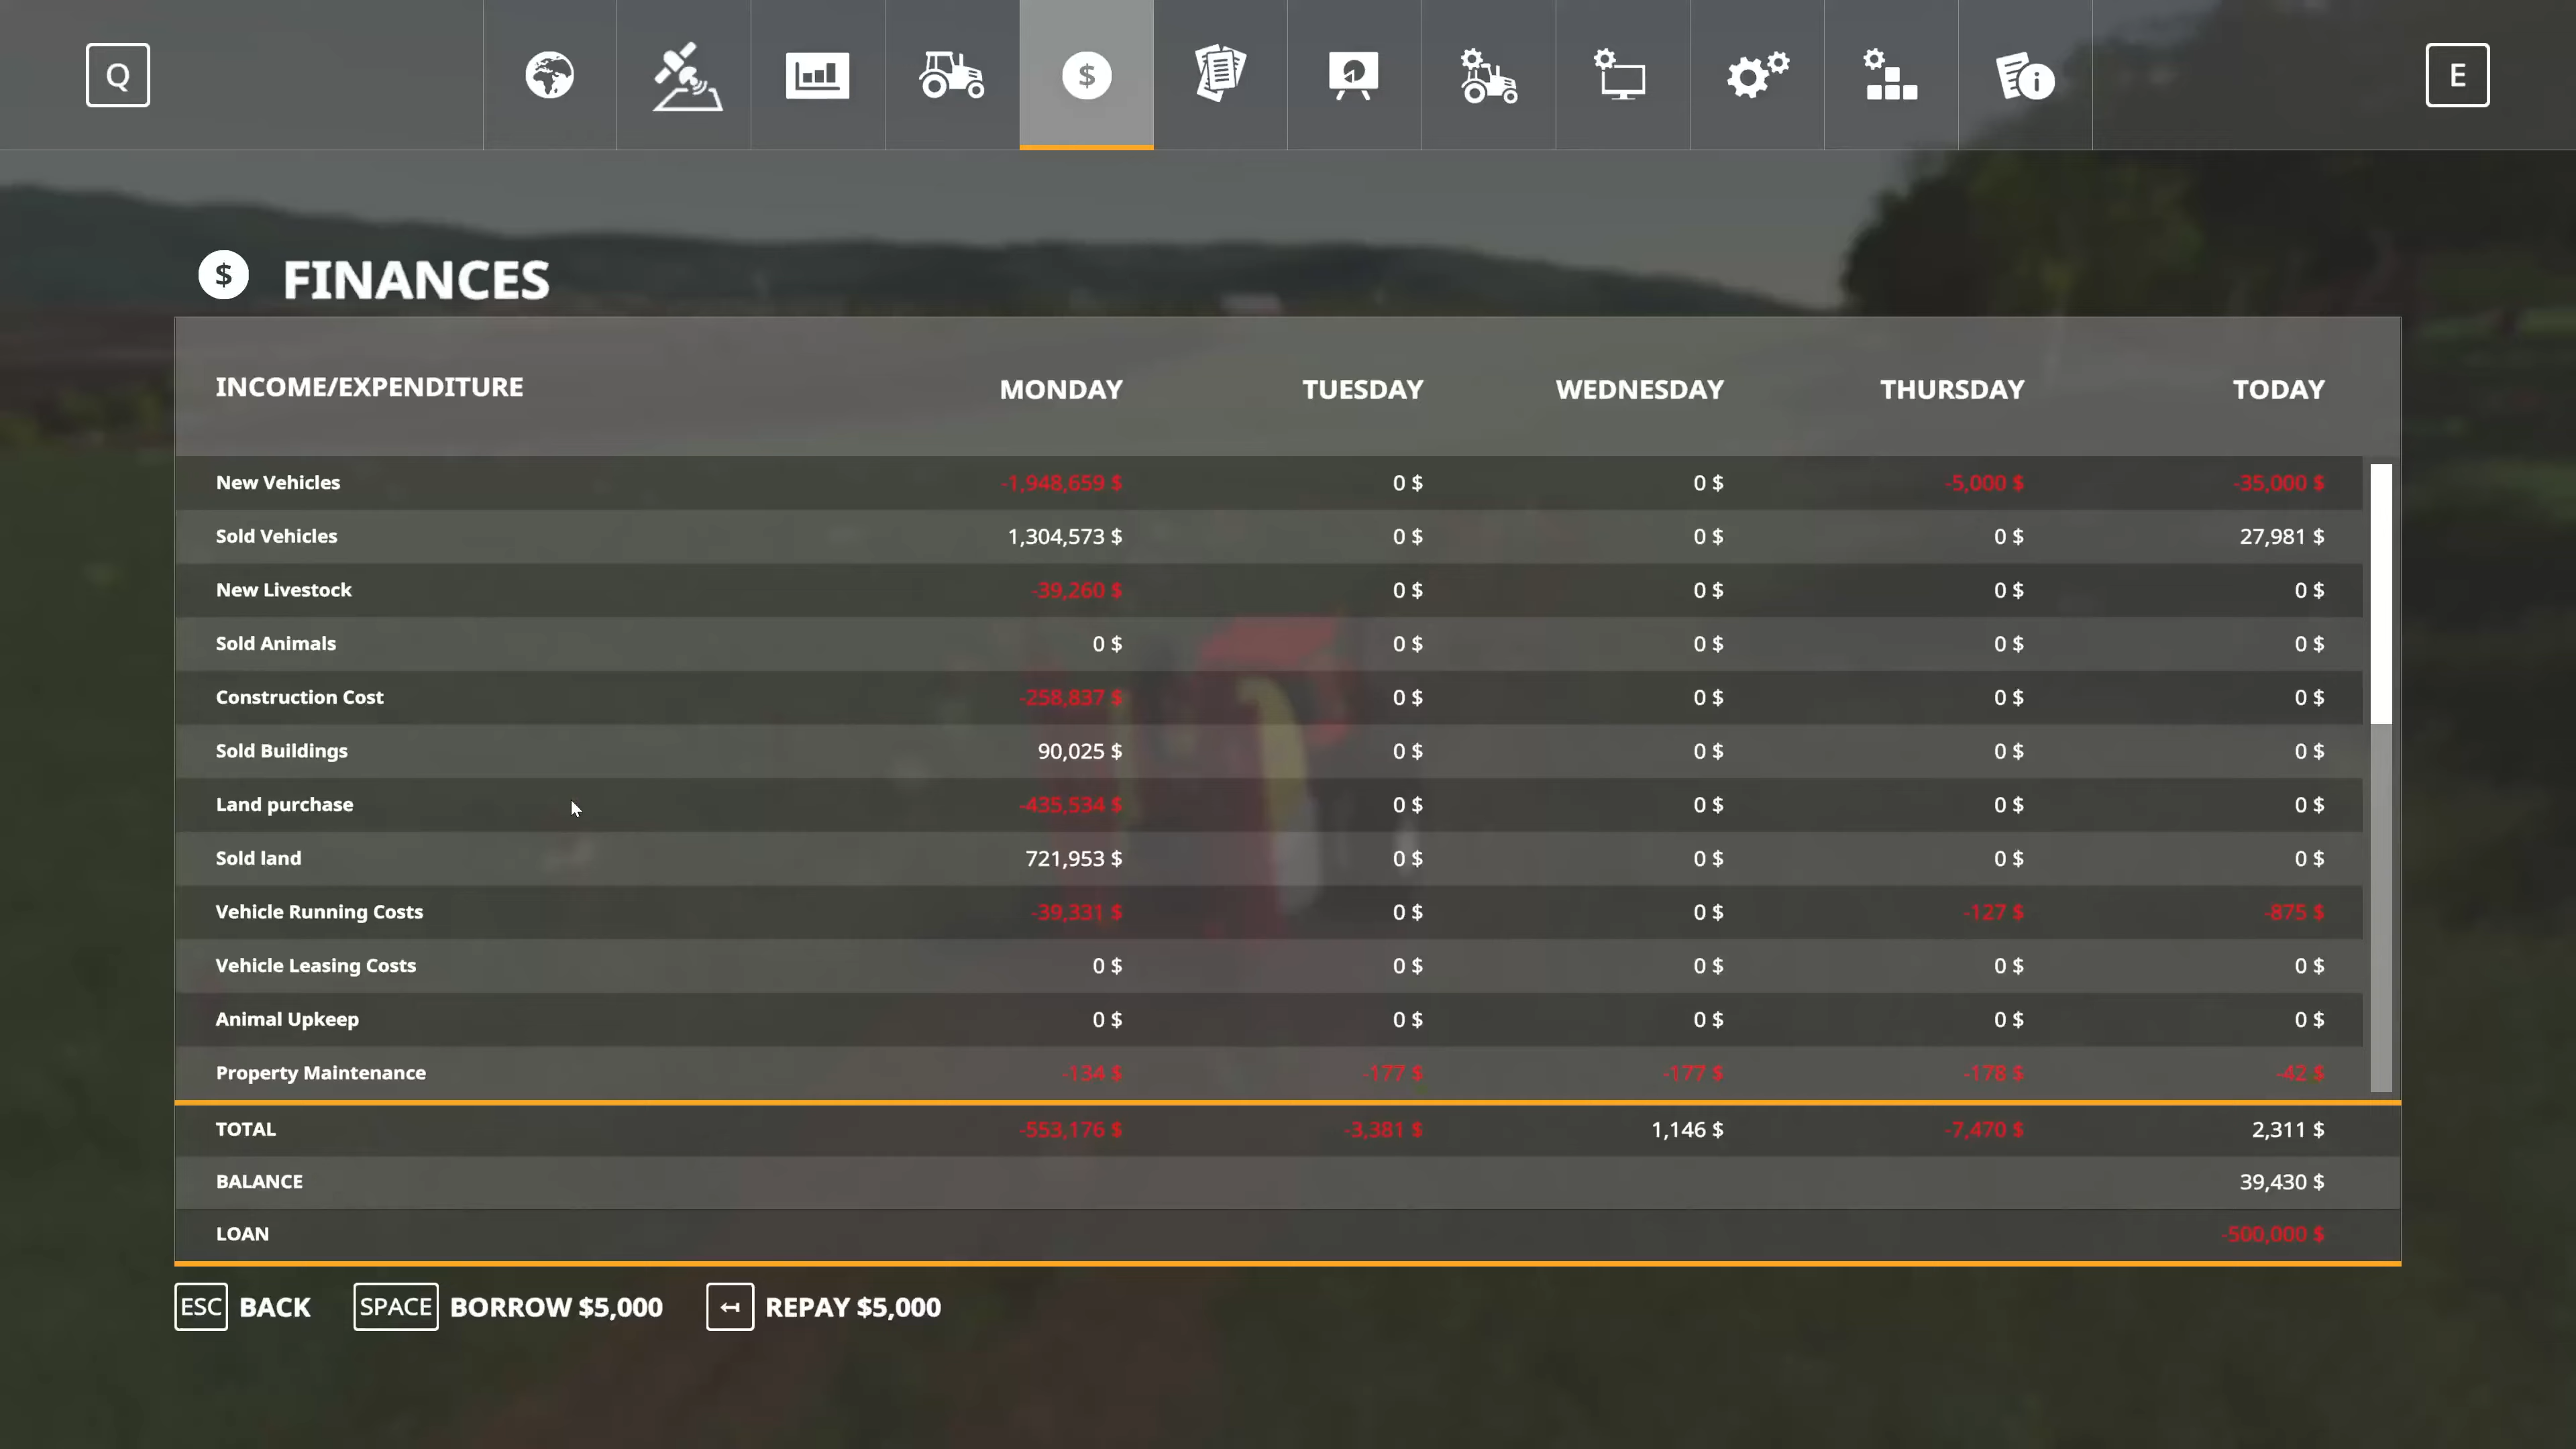 Q
E
FINANCES
INCOME/EXPENDITURE MONDAY TUESDAY WEDNESDAY THURSDAY TODAY
New Vehicles -1,948,659 $ 0 $ 0 $ -5,000 $ -35,000 $
Sold Vehicles 1,304,573 $ 0 $ 0 $ 0 $ 27,981 $
New Livestock -39,260 $ 0 $ 0 $ 0 $ 0 $
Sold Animals 0 $ 0 $ 0 $ 0 $ 0 $
Construction Cost -258,837 $ 0 $ 0 $ 0 $ 0 $
Sold Buildings 90,025 $ 0 $ 0 $ 0 $ 0 $
Land purchase -435,534 $ 0 $ 0 $ 0 $ 0 $
Sold land 721,953 $ 0 $ 0 $ 0 $ 0 $
Vehicle Running Costs -39,331 $ 0 $ 0 $ -127 $ -875 $
Vehicle Leasing Costs 0 $ 0 $ 0 $ 0 $ 0 $
Animal Upkeep 0 $ 0 $ 0 $ 0 $ 0 $
Property Maintenance -134 $ -177 $ -177 $ -178 $ -42 $
TOTAL -553,176 $ -3,381 $ 1,146 $ -7,470 $ 2,311 $
BALANCE 39,430 $
LOAN -500,000 $
ESC BACK SPACE BORROW $5,000 REPAY $5,000